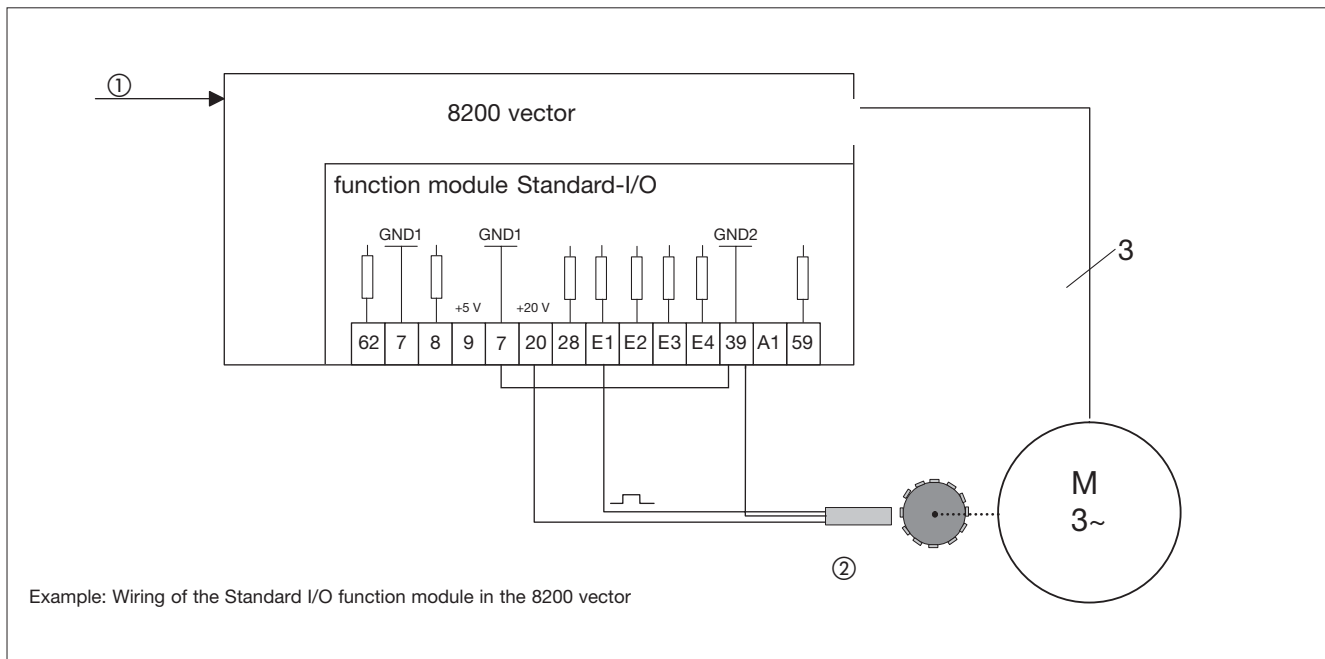 ①
8200 vector
function module Standard-I/O
GND1 GND1 GND2
+5 V +20 V
62 7 8 9 7 20 28 E1 E2 E3 E4 39 A1 59
3
M
3~
②
Example: Wiring of the Standard I/O function module in the 8200 vector